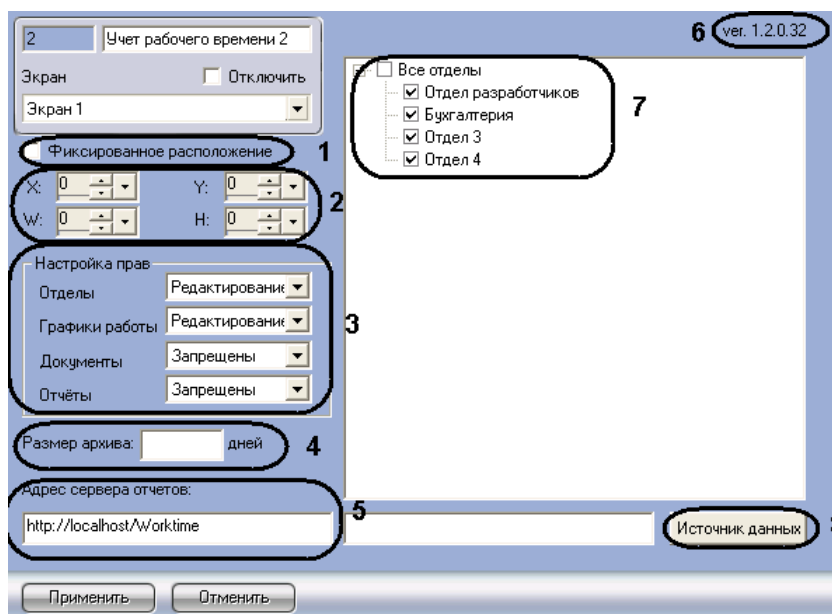 2 Учет рабочего времени 2
Экран Отключить
Экран 1
Фиксированное расположение 1
X: 0 Y: 0
W: 0 H: 0
2
Настройка прав
Отделы Редактирование
Графики работы Редактирование
Документы Запрещены
Отчёты Запрещены
3
Размер архива: дней 4
Адрес сервера отчетов:
http://localhost/Worktime
5
6 ver. 1.2.0.32
Все отделы
Отдел разработчиков
Бухгалтерия
Отдел 3
Отдел 4
7
Источник данных
Применить Отменить